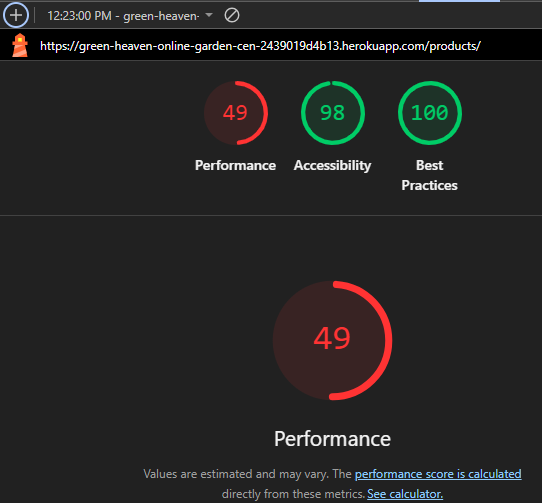 12:23:00 PM - green-heaven-
https://green-heaven-online-garden-cen-2439019d4b13.herokuapp.com/products/
49
98
100
Performance
Accessibility
Best
Practices
49
Performance
Values are estimated and may vary. The performance score is calculated
directly from these metrics. See calculator.